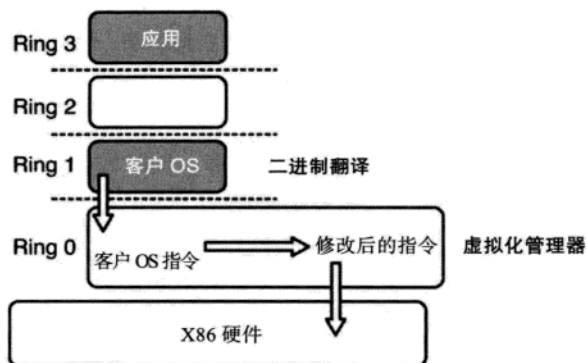 Ring 3
应用
Ring 2
Ring 1
客户 OS
二进制翻译
Ring 0
客户 OS 指令
修改后的指令
虚拟化管理器
X86 硬件